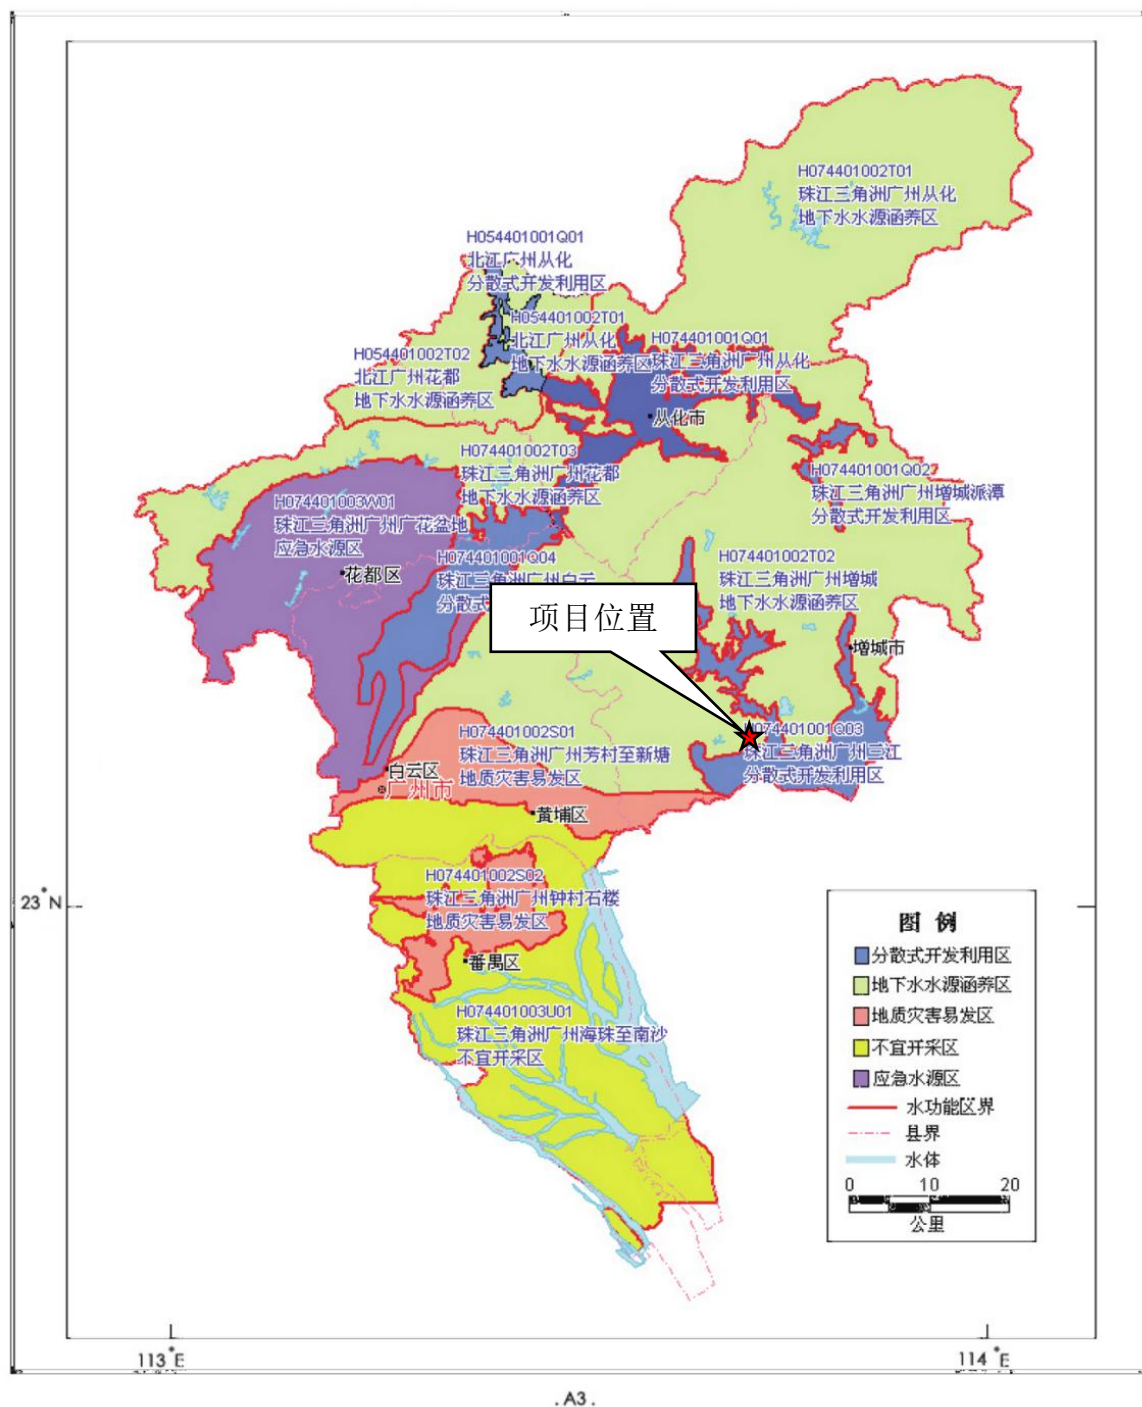 H074401002T01
珠江三角洲广州从化
地下水水源涵养区
H054401001Q01
北江广州从化
分散式开发利用区
H054401002T01
北江广州从化
地下水水源涵养区
H074401001Q01
珠江三角洲广州从化
分散式开发利用区
H054401002T02
北江广州花都
地下水水源涵养区
从化市
H074401002T03
珠江三角洲广州花都
地下水水源涵养区
H074401001Q02
珠江三角洲广州增城派潭
分散式开发利用区
H074401003W01
珠江三角洲广州广花盆地
应急水源区
花都区
H074401001Q04
珠江三角洲广州白云
分散式
H074401002T02
珠江三角洲广州增城
地下水水源涵养区
项目位置
增城市
H074401001Q03
珠江三角洲广州三江
分散式开发利用区
H074401002S01
珠江三角洲广州芳村至新塘
地质灾害易发区
白云区
广州市
黄埔区
H074401002S02
珠江三角洲广州钟村石楼
地质灾害易发区
番禺区
H074401003U01
珠江三角洲广州海珠至南沙
不宜开采区
23°N
图 例
分散式开发利用区
地下水水源涵养区
地质灾害易发区
不宜开采区
应急水源区
水功能区界
县界
水体
0 10 20
公里
113°E
114°E
.A3.